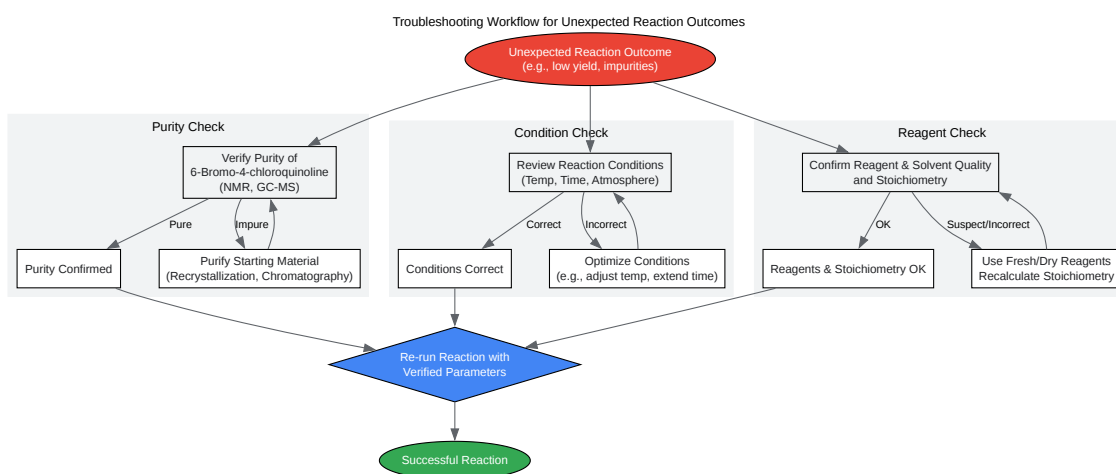 Troubleshooting Workflow for Unexpected Reaction Outcomes
Unexpected Reaction Outcome
(e.g., low yield, impurities)
Purity Check
Verify Purity of
6-Bromo-4-chloroquinoline
(NMR, GC-MS)
Pure
Impure
Purity Confirmed
Purify Starting Material
(Recrystallization, Chromatography)
Condition Check
Review Reaction Conditions
(Temp, Time, Atmosphere)
Correct
Incorrect
Conditions Correct
Optimize Conditions
(e.g., adjust temp, extend time)
Reagent Check
Confirm Reagent & Solvent Quality
and Stoichiometry
OK
Suspect/Incorrect
Reagents & Stoichiometry OK
Use Fresh/Dry Reagents
Recalculate Stoichiometry
Re-run Reaction with
Verified Parameters
Successful Reaction